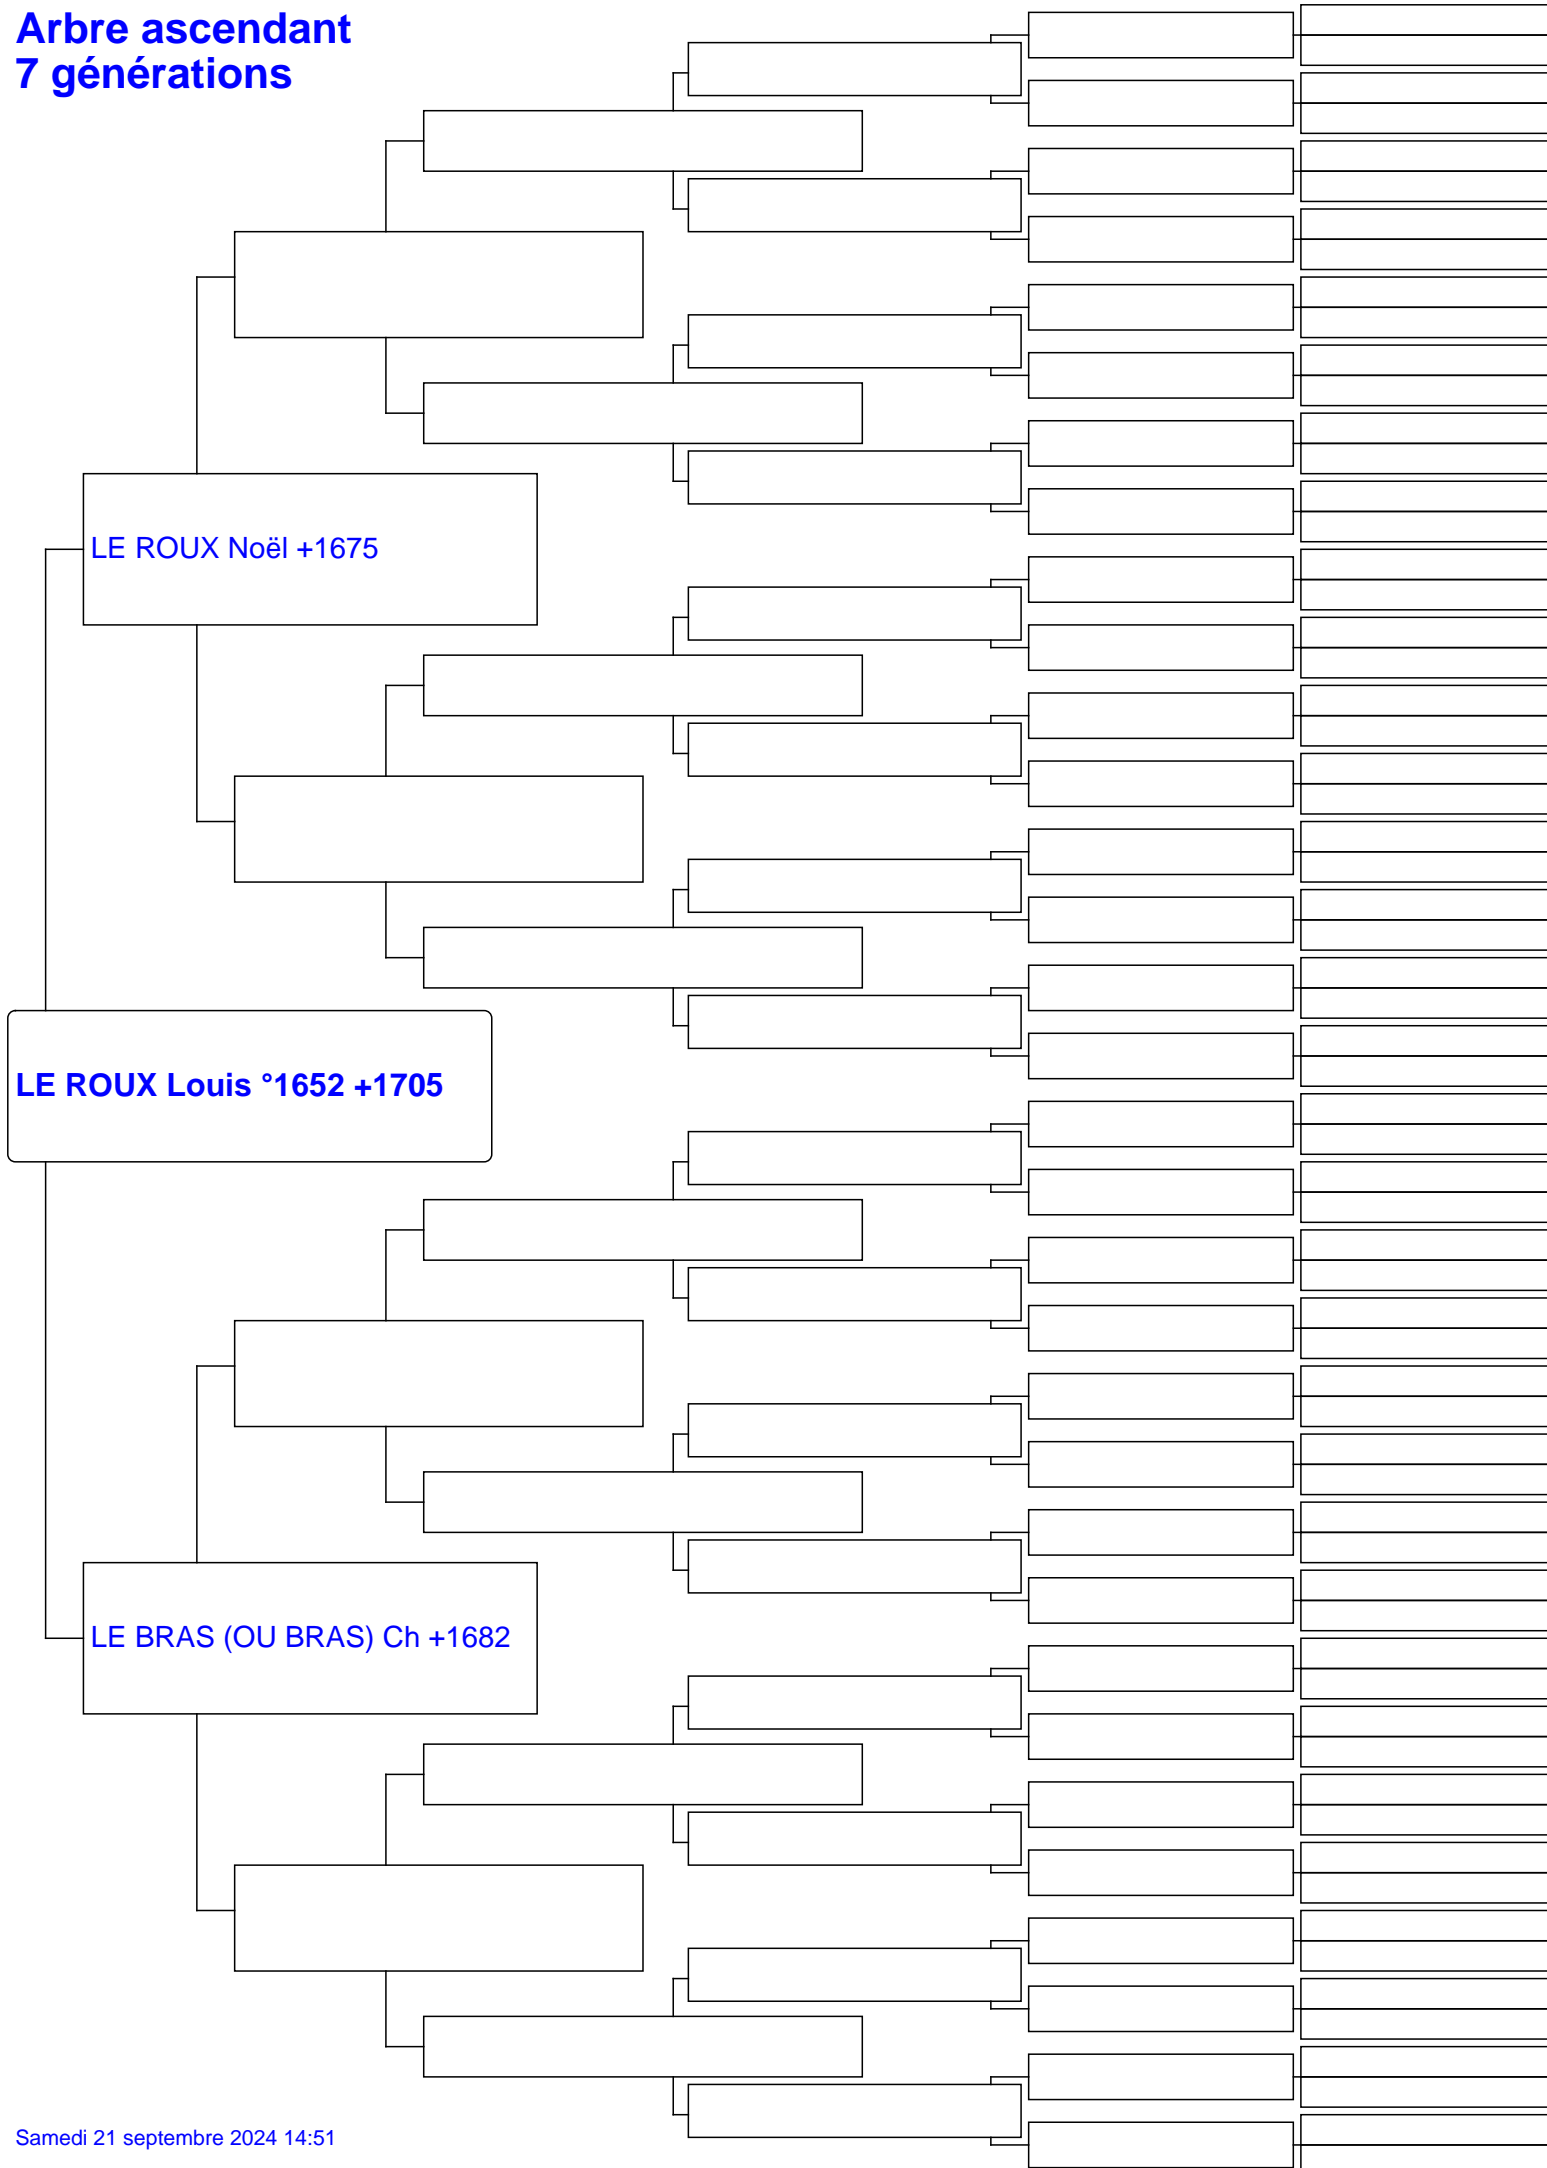 Arbre ascendant
7 générations
LE ROUX Noël +1675
LE ROUX Louis °1652 +1705
LE BRAS (OU BRAS) Ch +1682
Samedi 21 septembre 2024 14:51